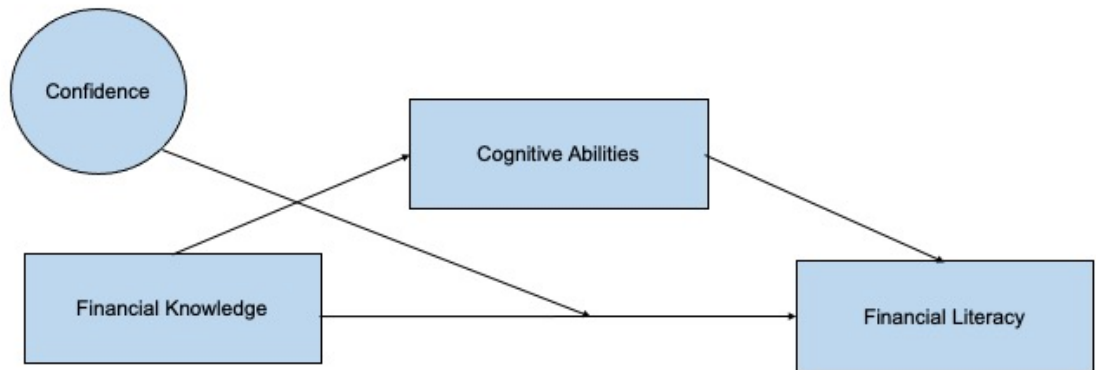 Confidence
Cognitive Abilities
Financial Knowledge
Financial Literacy